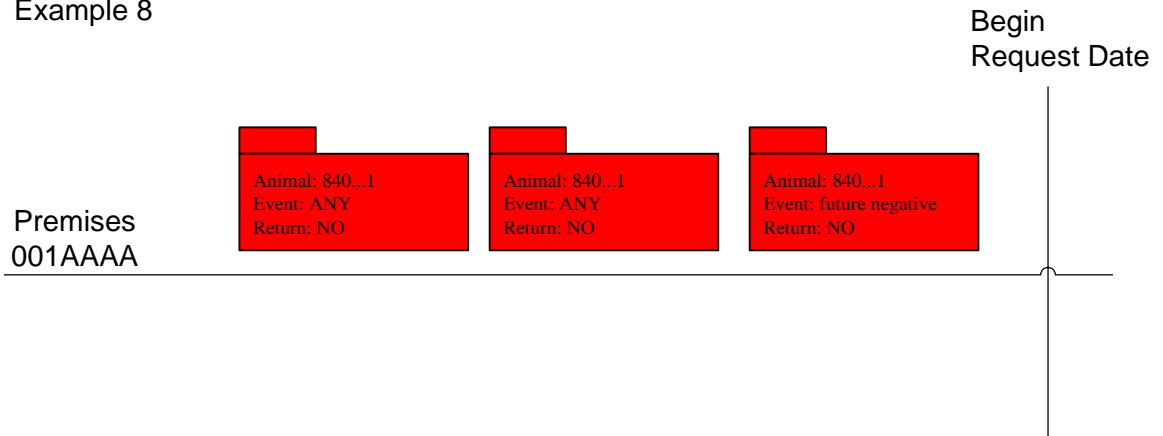 Example 8
Begin
Request Date
Animal: 840...1
Event: ANY
Return: NO
Animal: 840...1
Event: ANY
Return: NO
Animal: 840...1
Event: future negative
Return: NO
Premises
001AAAA